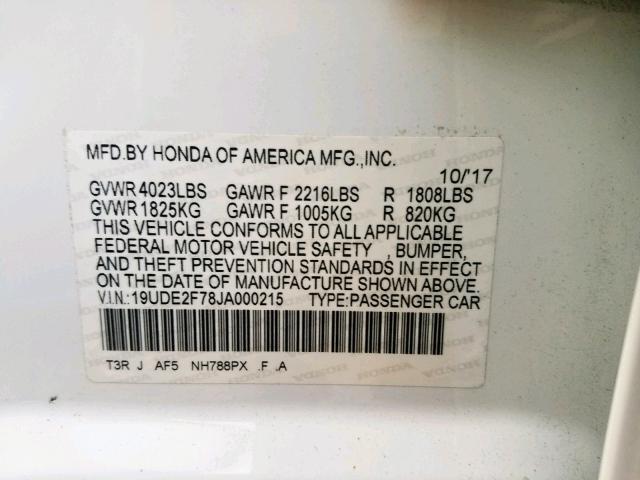 MFD.BY HONDA OF AMERICA MFG.,INC.
10/'17
GVWR 4023LBS GAWR F 2216LBS R 1808LBS
GVWR 1825KG GAWR F 1005KG R 820KG
THIS VEHICLE CONFORMS TO ALL APPLICABLE
FEDERAL MOTOR VEHICLE SAFETY , BUMPER,
AND THEFT PREVENTION STANDARDS IN EFFECT
ON THE DATE OF MANUFACTURE SHOWN ABOVE.
V.I.N.:19UDE2F78JA000215 TYPE:PASSENGER CAR
T3R J AF5 NH788PX .F .A